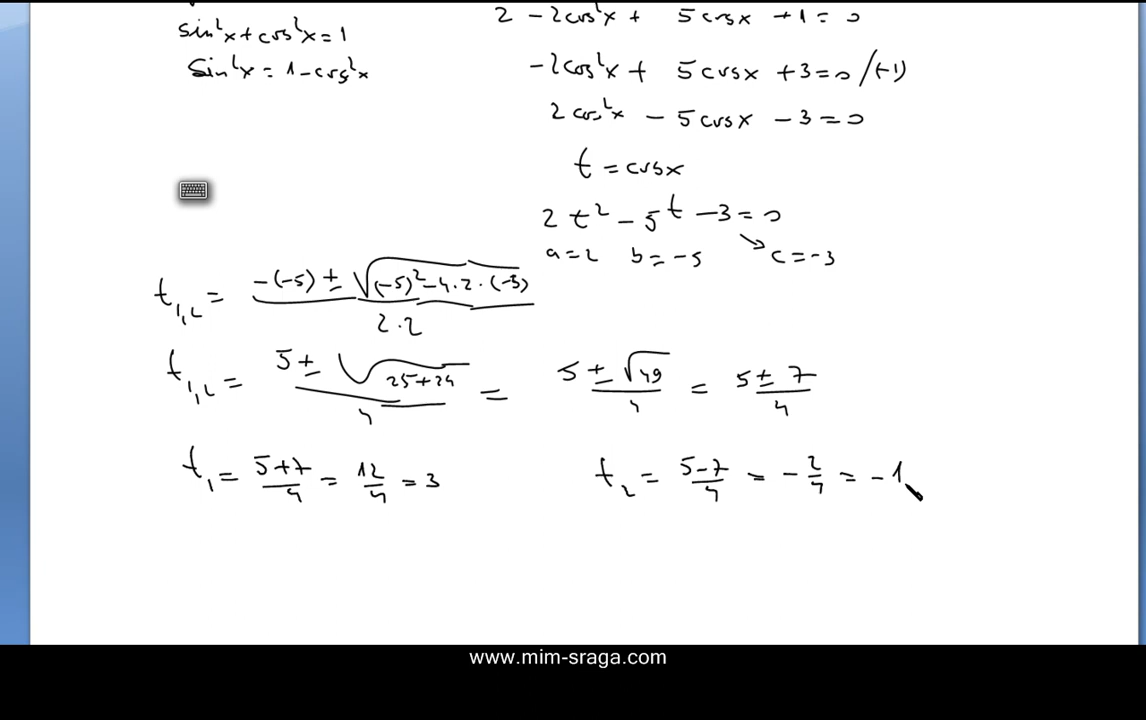 2 - 2cos²x + 5cosx + 1 = 0
sin²x + cos²x = 1
sin²x = 1 - cos²x
-2cos²x + 5cosx + 3 = 0 /(-1)
2cos²x - 5cosx - 3 = 0
t = cosx
2t² - 5t - 3 = 0
a = 2 b = -5 c = -3
t₁,₂ = (-(-5) ± √((-5)² - 4·2·(-3))) / 2·2
t₁,₂ = (5 ± √(25+24)) / 4 = (5 ± √49) / 4 = (5 ± 7) / 4
t₁ = (5+7)/4 = 12/4 = 3
t₂ = (5-7)/4 = -2/4 = -1
www.mim-sraga.com